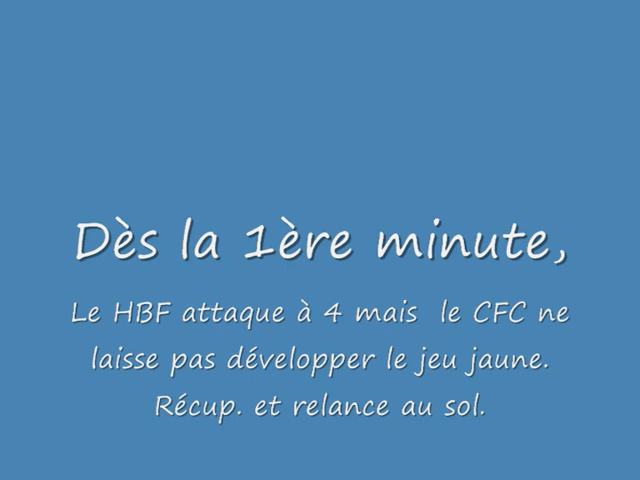 Dès la 1ère minute,
Le HBF attaque à 4 mais  le CFC ne
laisse pas développer le jeu jaune.
Récup. et relance au sol.